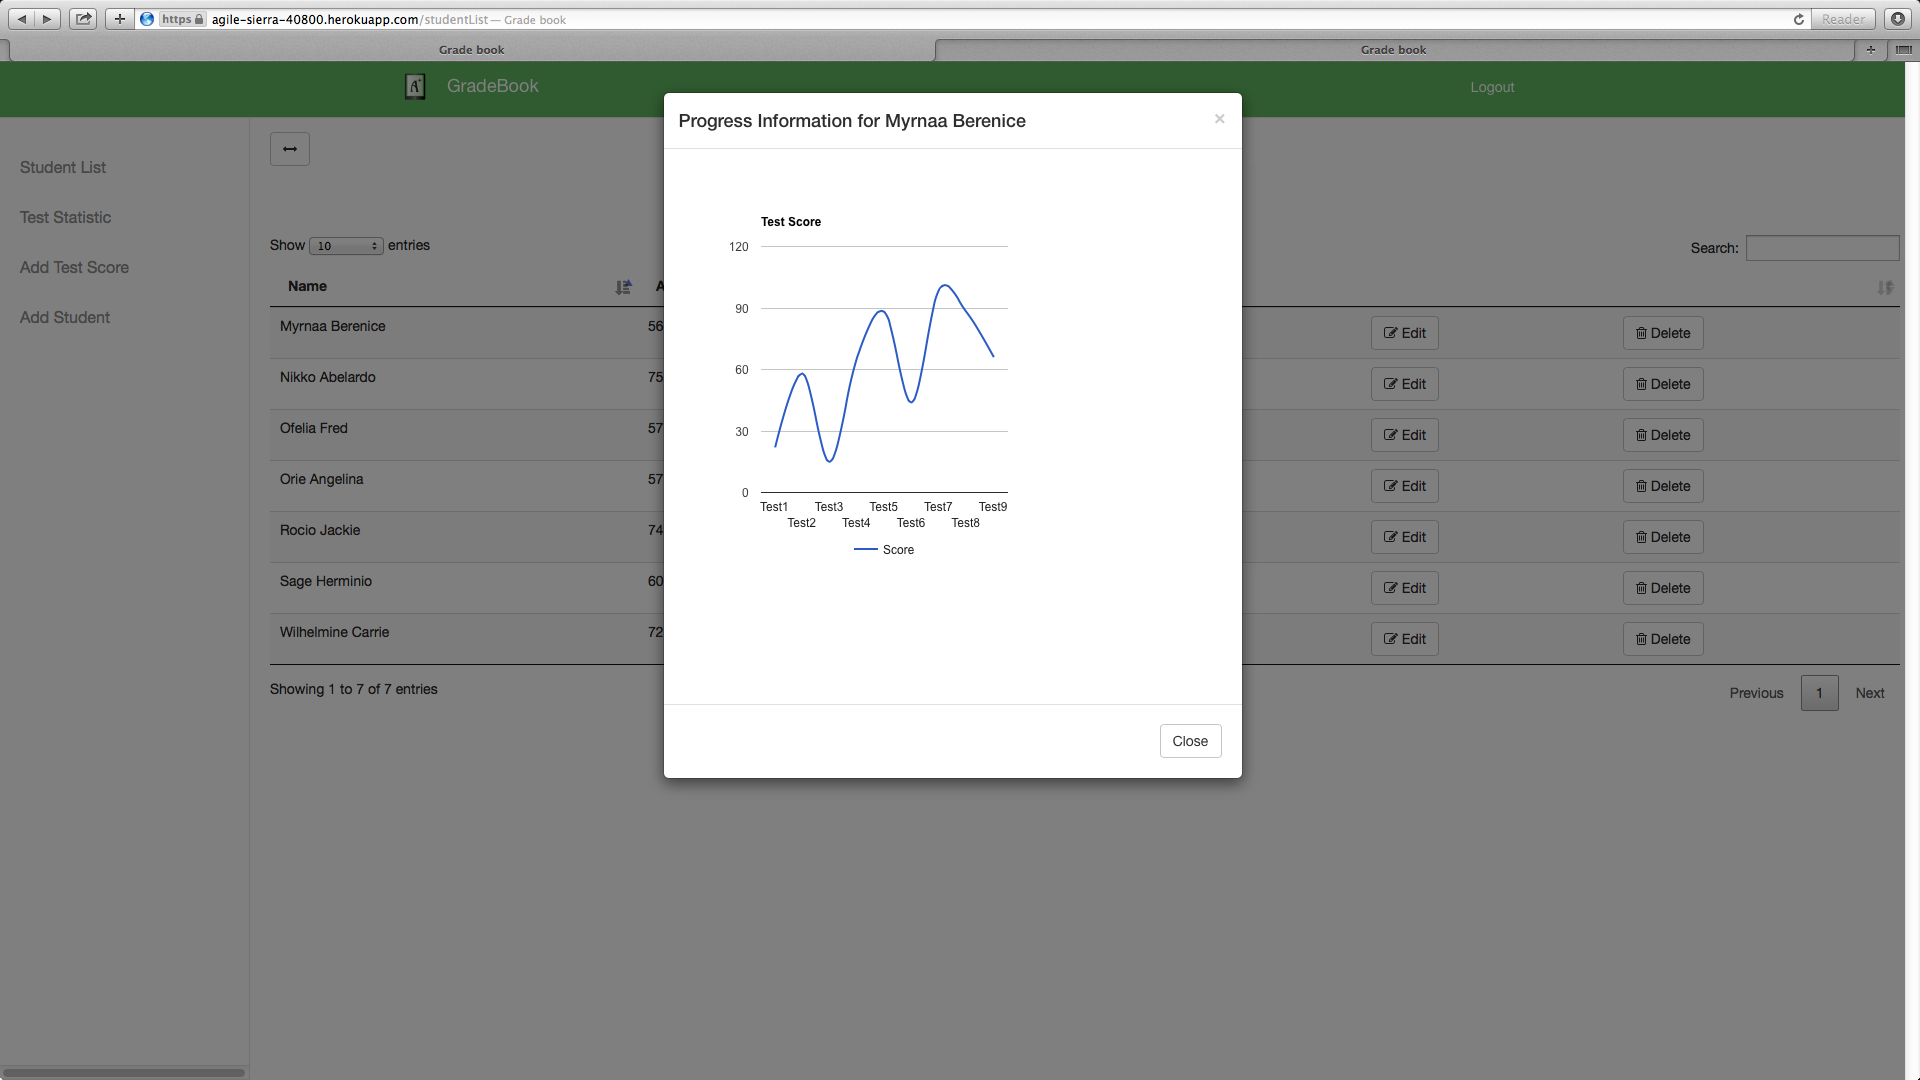 https agile-sierra-40800.herokuapp.com/studentList — Grade book
Reader
Grade book
Grade book
A+ GradeBook
Logout
Student List
Test Statistic
Add Test Score
Add Student
Progress Information for Myrnaa Berenice ×
Test Score
120
90
60
30
0
Test1 Test3 Test5 Test7 Test9
Test2 Test4 Test6 Test8
Score
Close
Show 10 entries
Search:
Name A
Myrnaa Berenice 56 Edit Delete
Nikko Abelardo 75 Edit Delete
Ofelia Fred 57 Edit Delete
Orie Angelina 57 Edit Delete
Rocio Jackie 74 Edit Delete
Sage Herminio 60 Edit Delete
Wilhelmine Carrie 72 Edit Delete
Showing 1 to 7 of 7 entries
Previous 1 Next